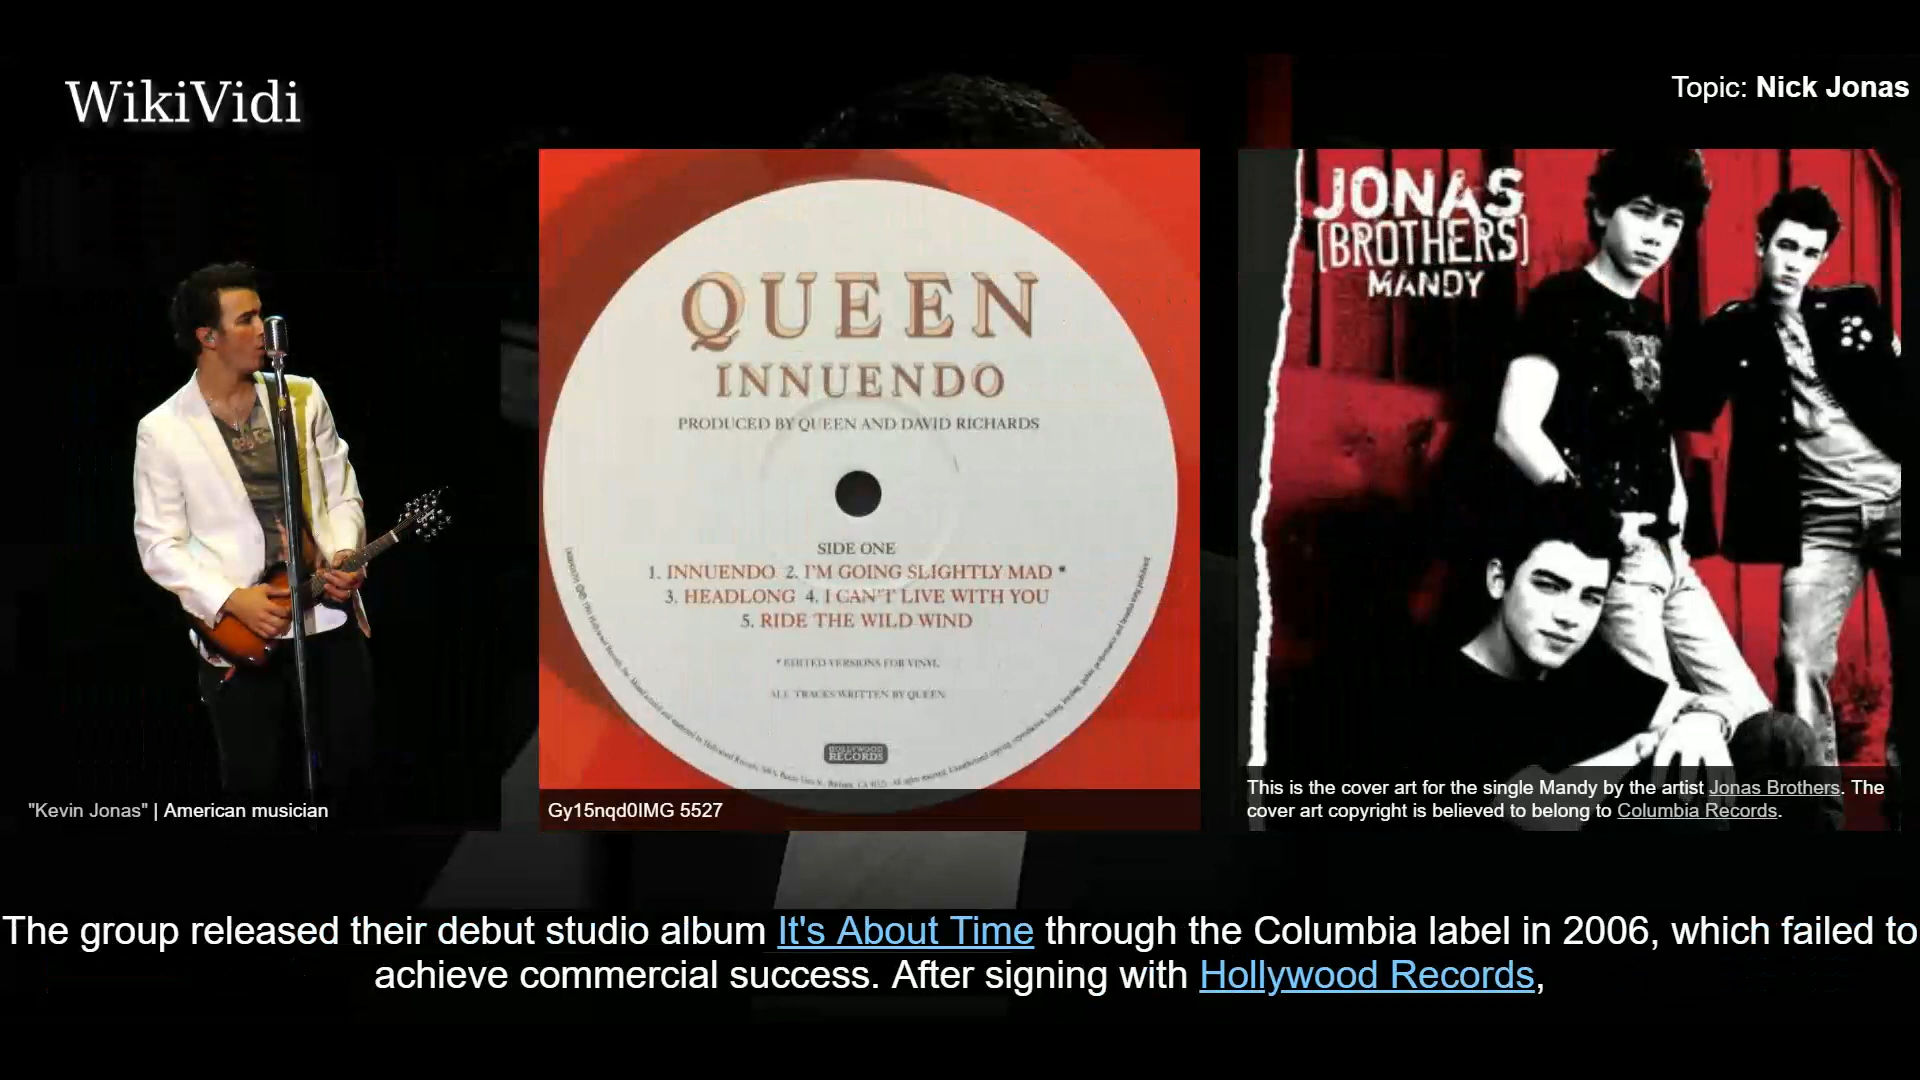 WikiVidi
Topic: Nick Jonas
QUEEN
INNUENDO
PRODUCED BY QUEEN AND DAVID RICHARDS
SIDE ONE
1. INNUENDO 2. I'M GOING SLIGHTLY MAD *
3. HEADLONG 4. I CAN'T LIVE WITH YOU
5. RIDE THE WILD WIND
* EDITED VERSIONS FOR VINYL
ALL TRACKS WRITTEN BY QUEEN
HOLLYWOOD
RECORDS
JONAS
[BROTHERS]
MANDY
"Kevin Jonas" | American musician
Gy15nqd0IMG 5527
This is the cover art for the single Mandy by the artist Jonas Brothers. The
cover art copyright is believed to belong to Columbia Records.
The group released their debut studio album It's About Time through the Columbia label in 2006, which failed to
achieve commercial success. After signing with Hollywood Records,